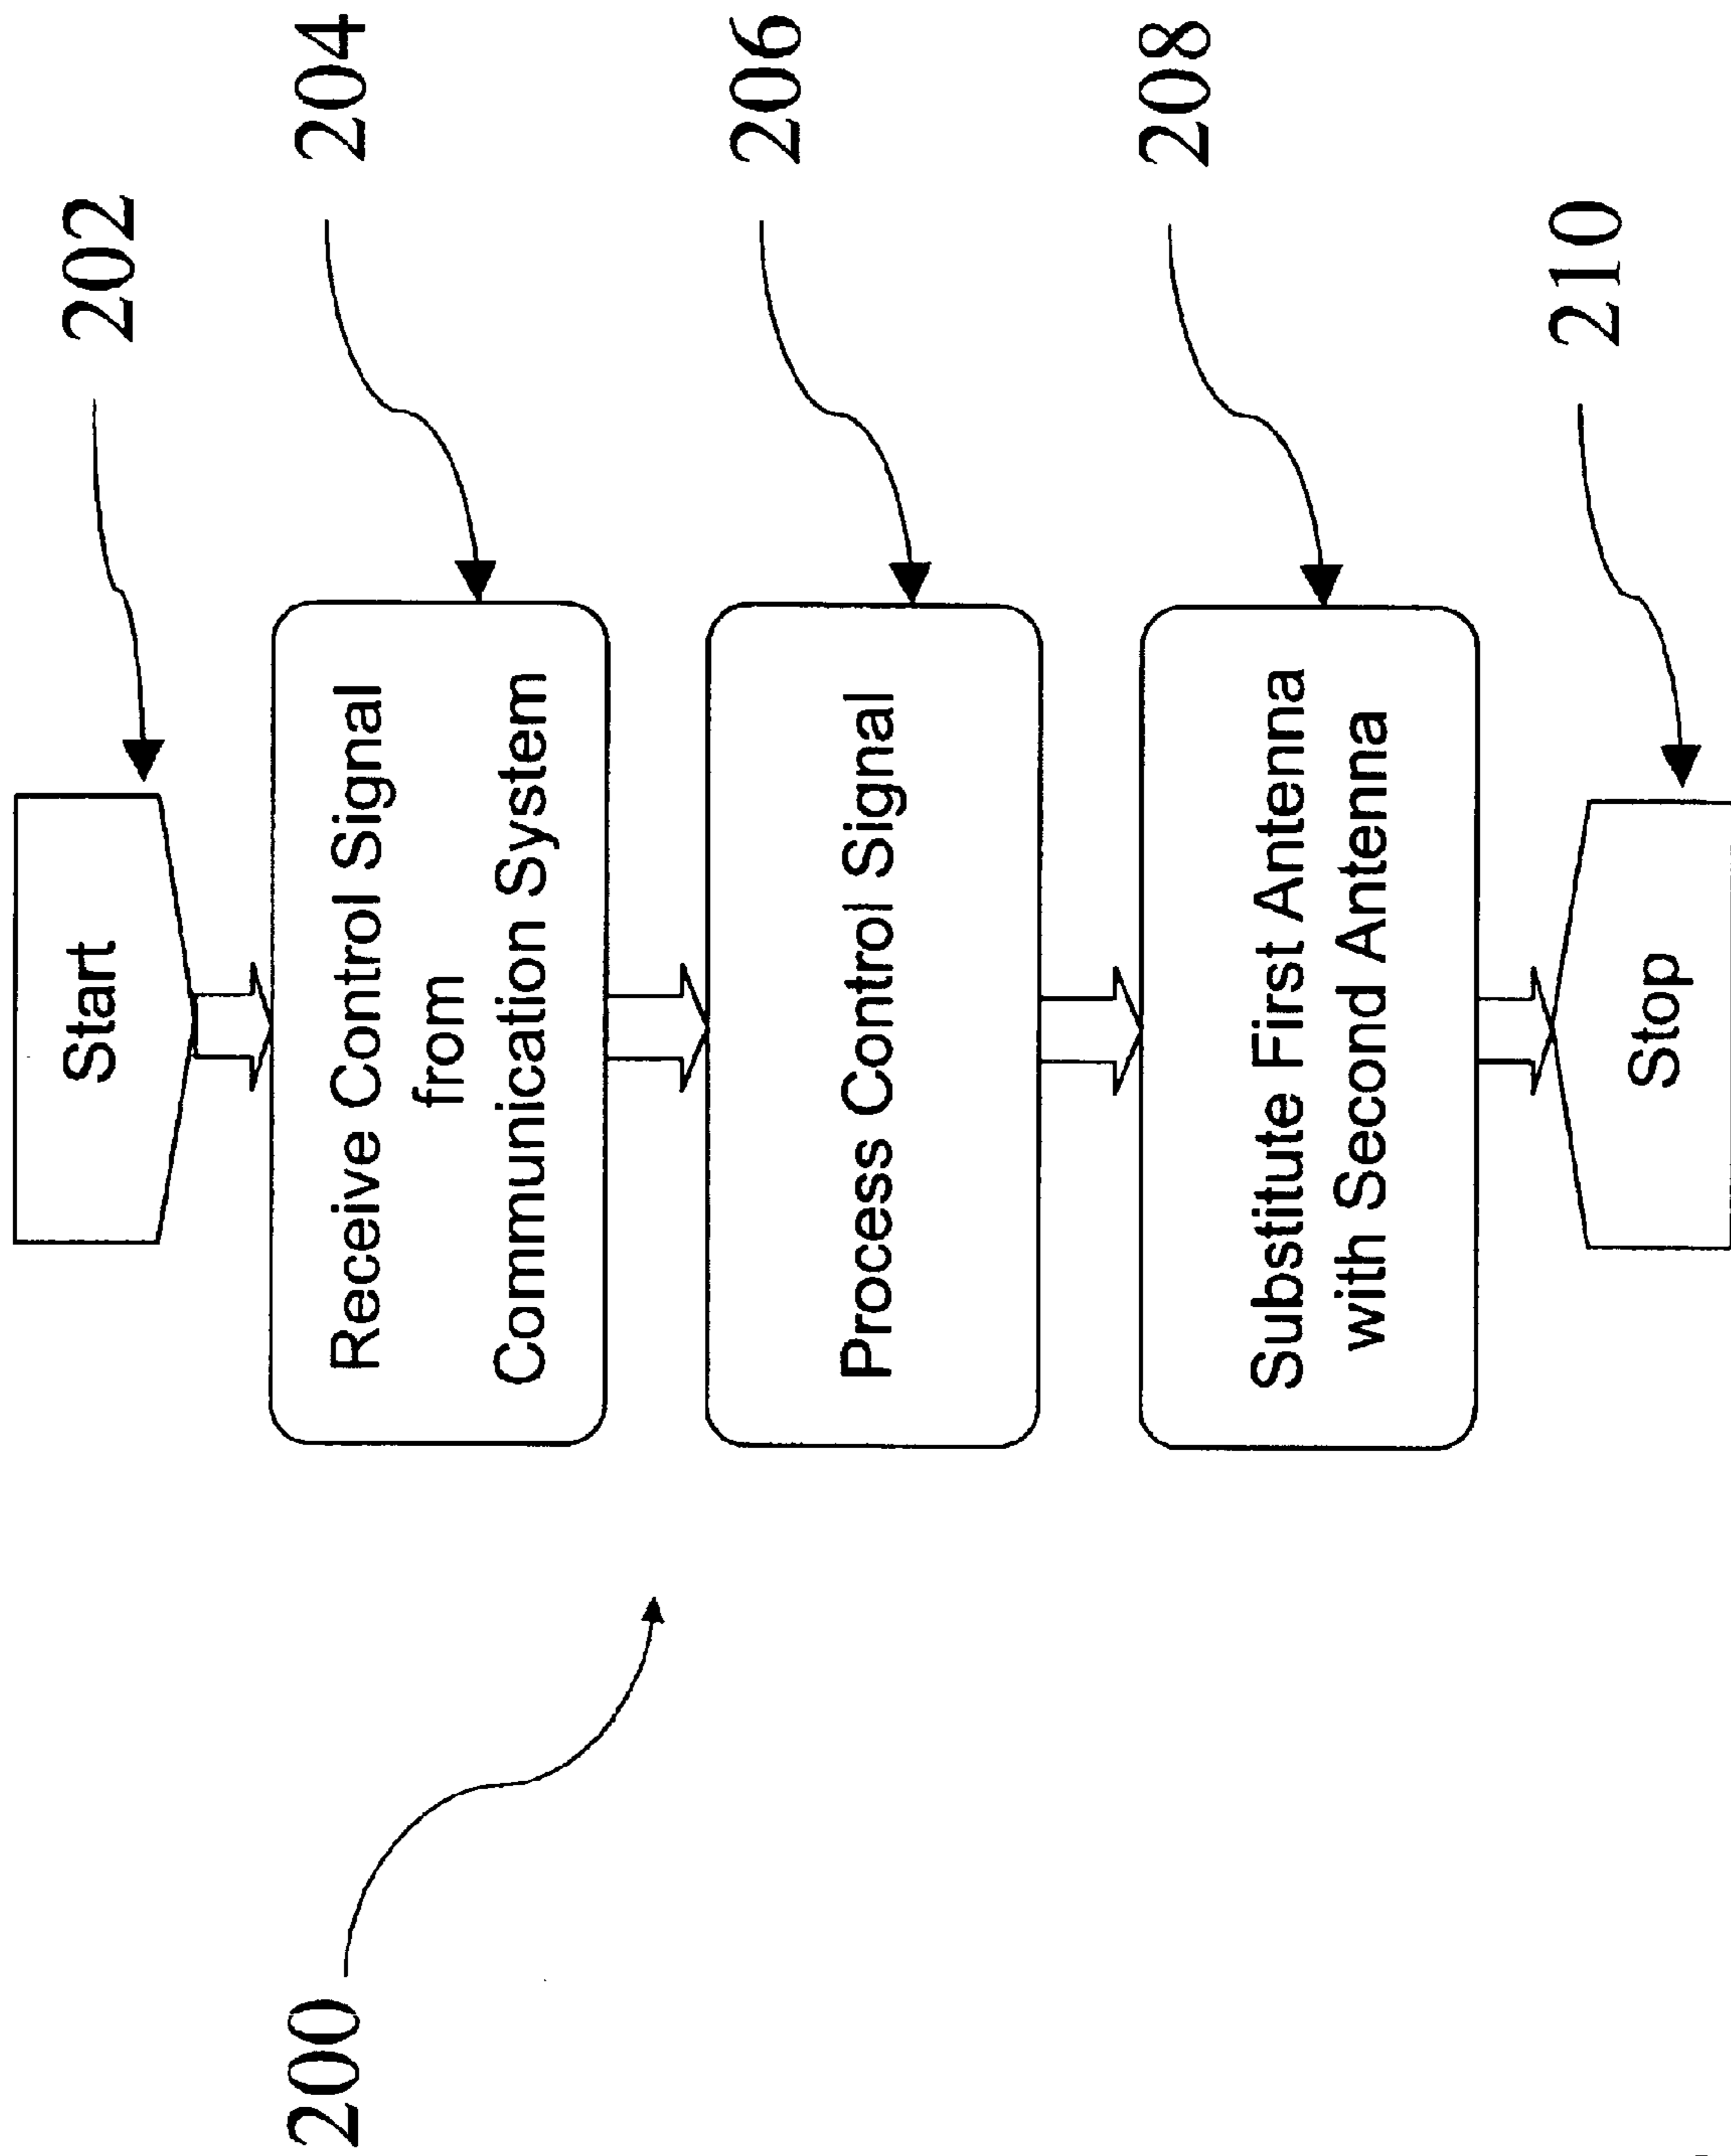 202
Start
204
Receive Control Signal
from
Communication System
200
206
Process Control Signal
208
Substitute First Antenna
with Second Antenna
210
Stop